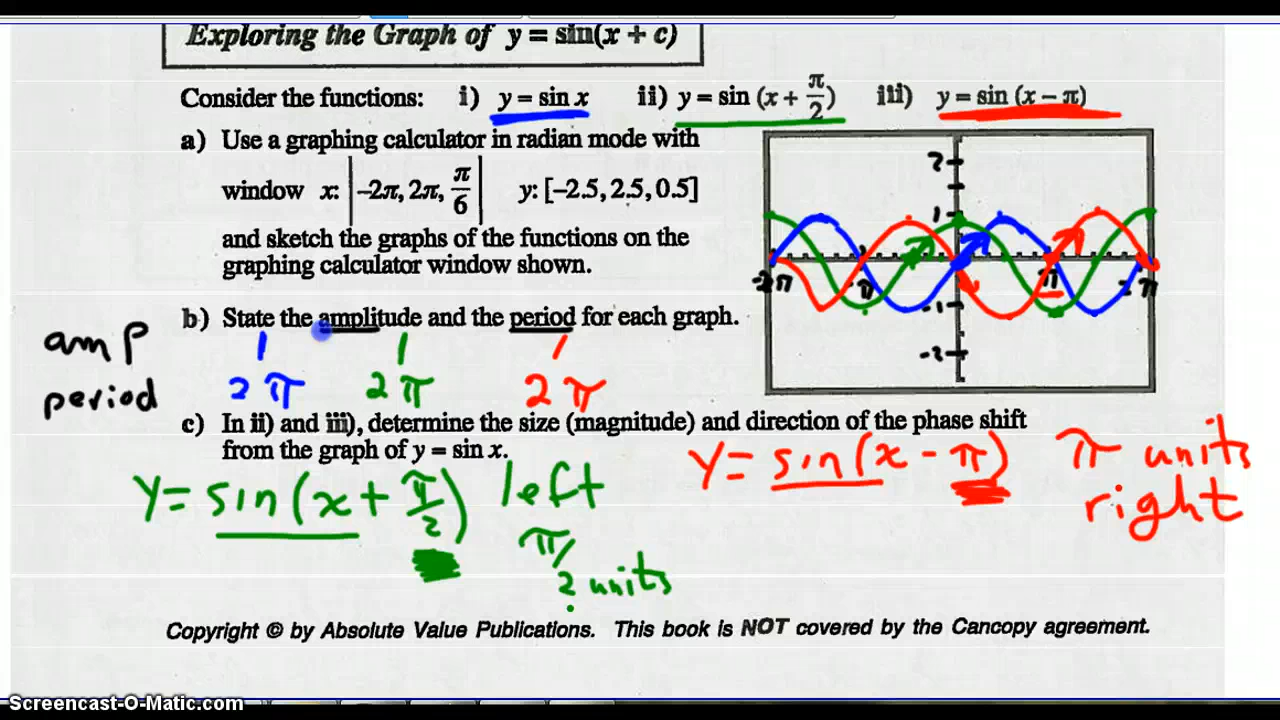 Exploring the Graph of y = sin(x + c)
Consider the functions: i) y = sin x ii) y = sin (x + π/2) iii) y = sin (x − π)
a) Use a graphing calculator in radian mode with
window x: |−2π, 2π, π/6| y: [−2.5, 2.5, 0.5]
and sketch the graphs of the functions on the
graphing calculator window shown.
2
1
-2π -π π 2π
-1
-2
b) State the amplitude and the period for each graph.
amp 1 1 1
period 2π 2π 2π
c) In ii) and iii), determine the size (magnitude) and direction of the phase shift
from the graph of y = sin x.
y = sin(x + π/2) left
π/2 units
y = sin(x - π) π units
right
Copyright © by Absolute Value Publications. This book is NOT covered by the Cancopy agreement.
Screencast-O-Matic.com